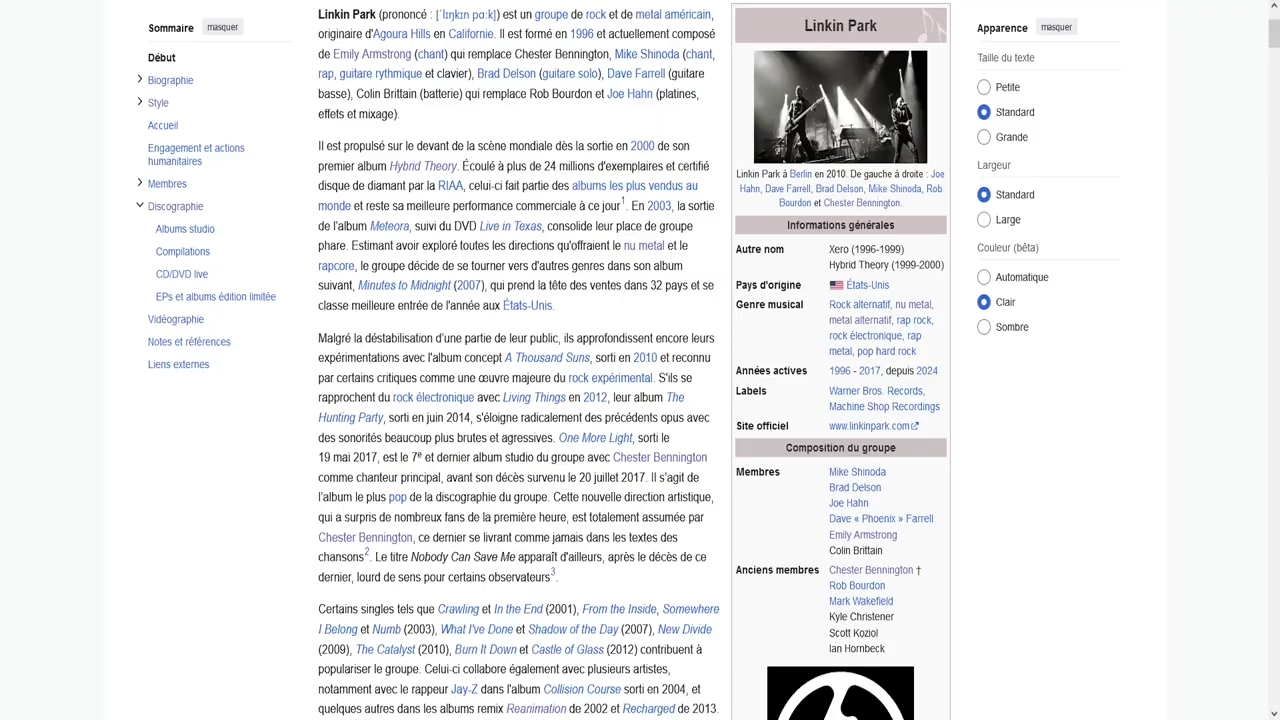 Sommaire
masquer
Début
Biographie
Style
Accueil
Engagement et actions
humanitaires
Membres
Discographie
Albums studio
Compilations
CD/DVD live
EPs et albums édition limitée
Vidéographie
Notes et références
Liens externes
Linkin Park (prononcé : [ˈlɪŋkɪn pɑːk]) est un groupe de rock et de metal américain,
originaire d'Agoura Hills en Californie. Il est formé en 1996 et actuellement composé
de Emily Armstrong (chant) qui remplace Chester Bennington, Mike Shinoda (chant,
rap, guitare rythmique et clavier), Brad Delson (guitare solo), Dave Farrell (guitare
basse), Colin Brittain (batterie) qui remplace Rob Bourdon et Joe Hahn (platines,
effets et mixage).
Il est propulsé sur le devant de la scène mondiale dès la sortie en 2000 de son
premier album Hybrid Theory. Écoulé à plus de 24 millions d'exemplaires et certifié
disque de diamant par la RIAA, celui-ci fait partie des albums les plus vendus au
monde et reste sa meilleure performance commerciale à ce jour1. En 2003, la sortie
de l'album Meteora, suivi du DVD Live in Texas, consolide leur place de groupe
phare. Estimant avoir exploré toutes les directions qu'offraient le nu metal et le
rapcore, le groupe décide de se tourner vers d'autres genres dans son album
suivant, Minutes to Midnight (2007), qui prend la tête des ventes dans 32 pays et se
classe meilleure entrée de l'année aux États-Unis.
Malgré la déstabilisation d’une partie de leur public, ils approfondissent encore leurs
expérimentations avec l'album concept A Thousand Suns, sorti en 2010 et reconnu
par certains critiques comme une œuvre majeure du rock expérimental. S'ils se
rapprochent du rock électronique avec Living Things en 2012, leur album The
Hunting Party, sorti en juin 2014, s'éloigne radicalement des précédents opus avec
des sonorités beaucoup plus brutes et agressives. One More Light, sorti le
19 mai 2017, est le 7e et dernier album studio du groupe avec Chester Bennington
comme chanteur principal, avant son décès survenu le 20 juillet 2017. Il s’agit de
l’album le plus pop de la discographie du groupe. Cette nouvelle direction artistique,
qui a surpris de nombreux fans de la première heure, est totalement assumée par
Chester Bennington, ce dernier se livrant comme jamais dans les textes des
chansons2. Le titre Nobody Can Save Me apparaît d'ailleurs, après le décès de ce
dernier, lourd de sens pour certains observateurs3.
Certains singles tels que Crawling et In the End (2001), From the Inside, Somewhere
I Belong et Numb (2003), What I've Done et Shadow of the Day (2007), New Divide
(2009), The Catalyst (2010), Burn It Down et Castle of Glass (2012) contribuent à
populariser le groupe. Celui-ci collabore également avec plusieurs artistes,
notamment avec le rappeur Jay-Z dans l'album Collision Course sorti en 2004, et
quelques autres dans les albums remix Reanimation de 2002 et Recharged de 2013.
Linkin Park
Linkin Park à Berlin en 2010. De gauche à droite : Joe
Hahn, Dave Farrell, Brad Delson, Mike Shinoda, Rob
Bourdon et Chester Bennington.
Informations générales
Autre nom Xero (1996-1999)
Hybrid Theory (1999-2000)
Pays d'origine États-Unis
Genre musical Rock alternatif, nu metal,
metal alternatif, rap rock,
rock électronique, rap
metal, pop hard rock
Années actives 1996 - 2017, depuis 2024
Labels Warner Bros. Records,
Machine Shop Recordings
Site officiel www.linkinpark.com
Composition du groupe
Membres Mike Shinoda
Brad Delson
Joe Hahn
Dave « Phoenix » Farrell
Emily Armstrong
Colin Brittain
Anciens membres Chester Bennington †
Rob Bourdon
Mark Wakefield
Kyle Christener
Scott Koziol
Ian Hornbeck
Apparence
masquer
Taille du texte
Petite
Standard
Grande
Largeur
Standard
Large
Couleur (bêta)
Automatique
Clair
Sombre